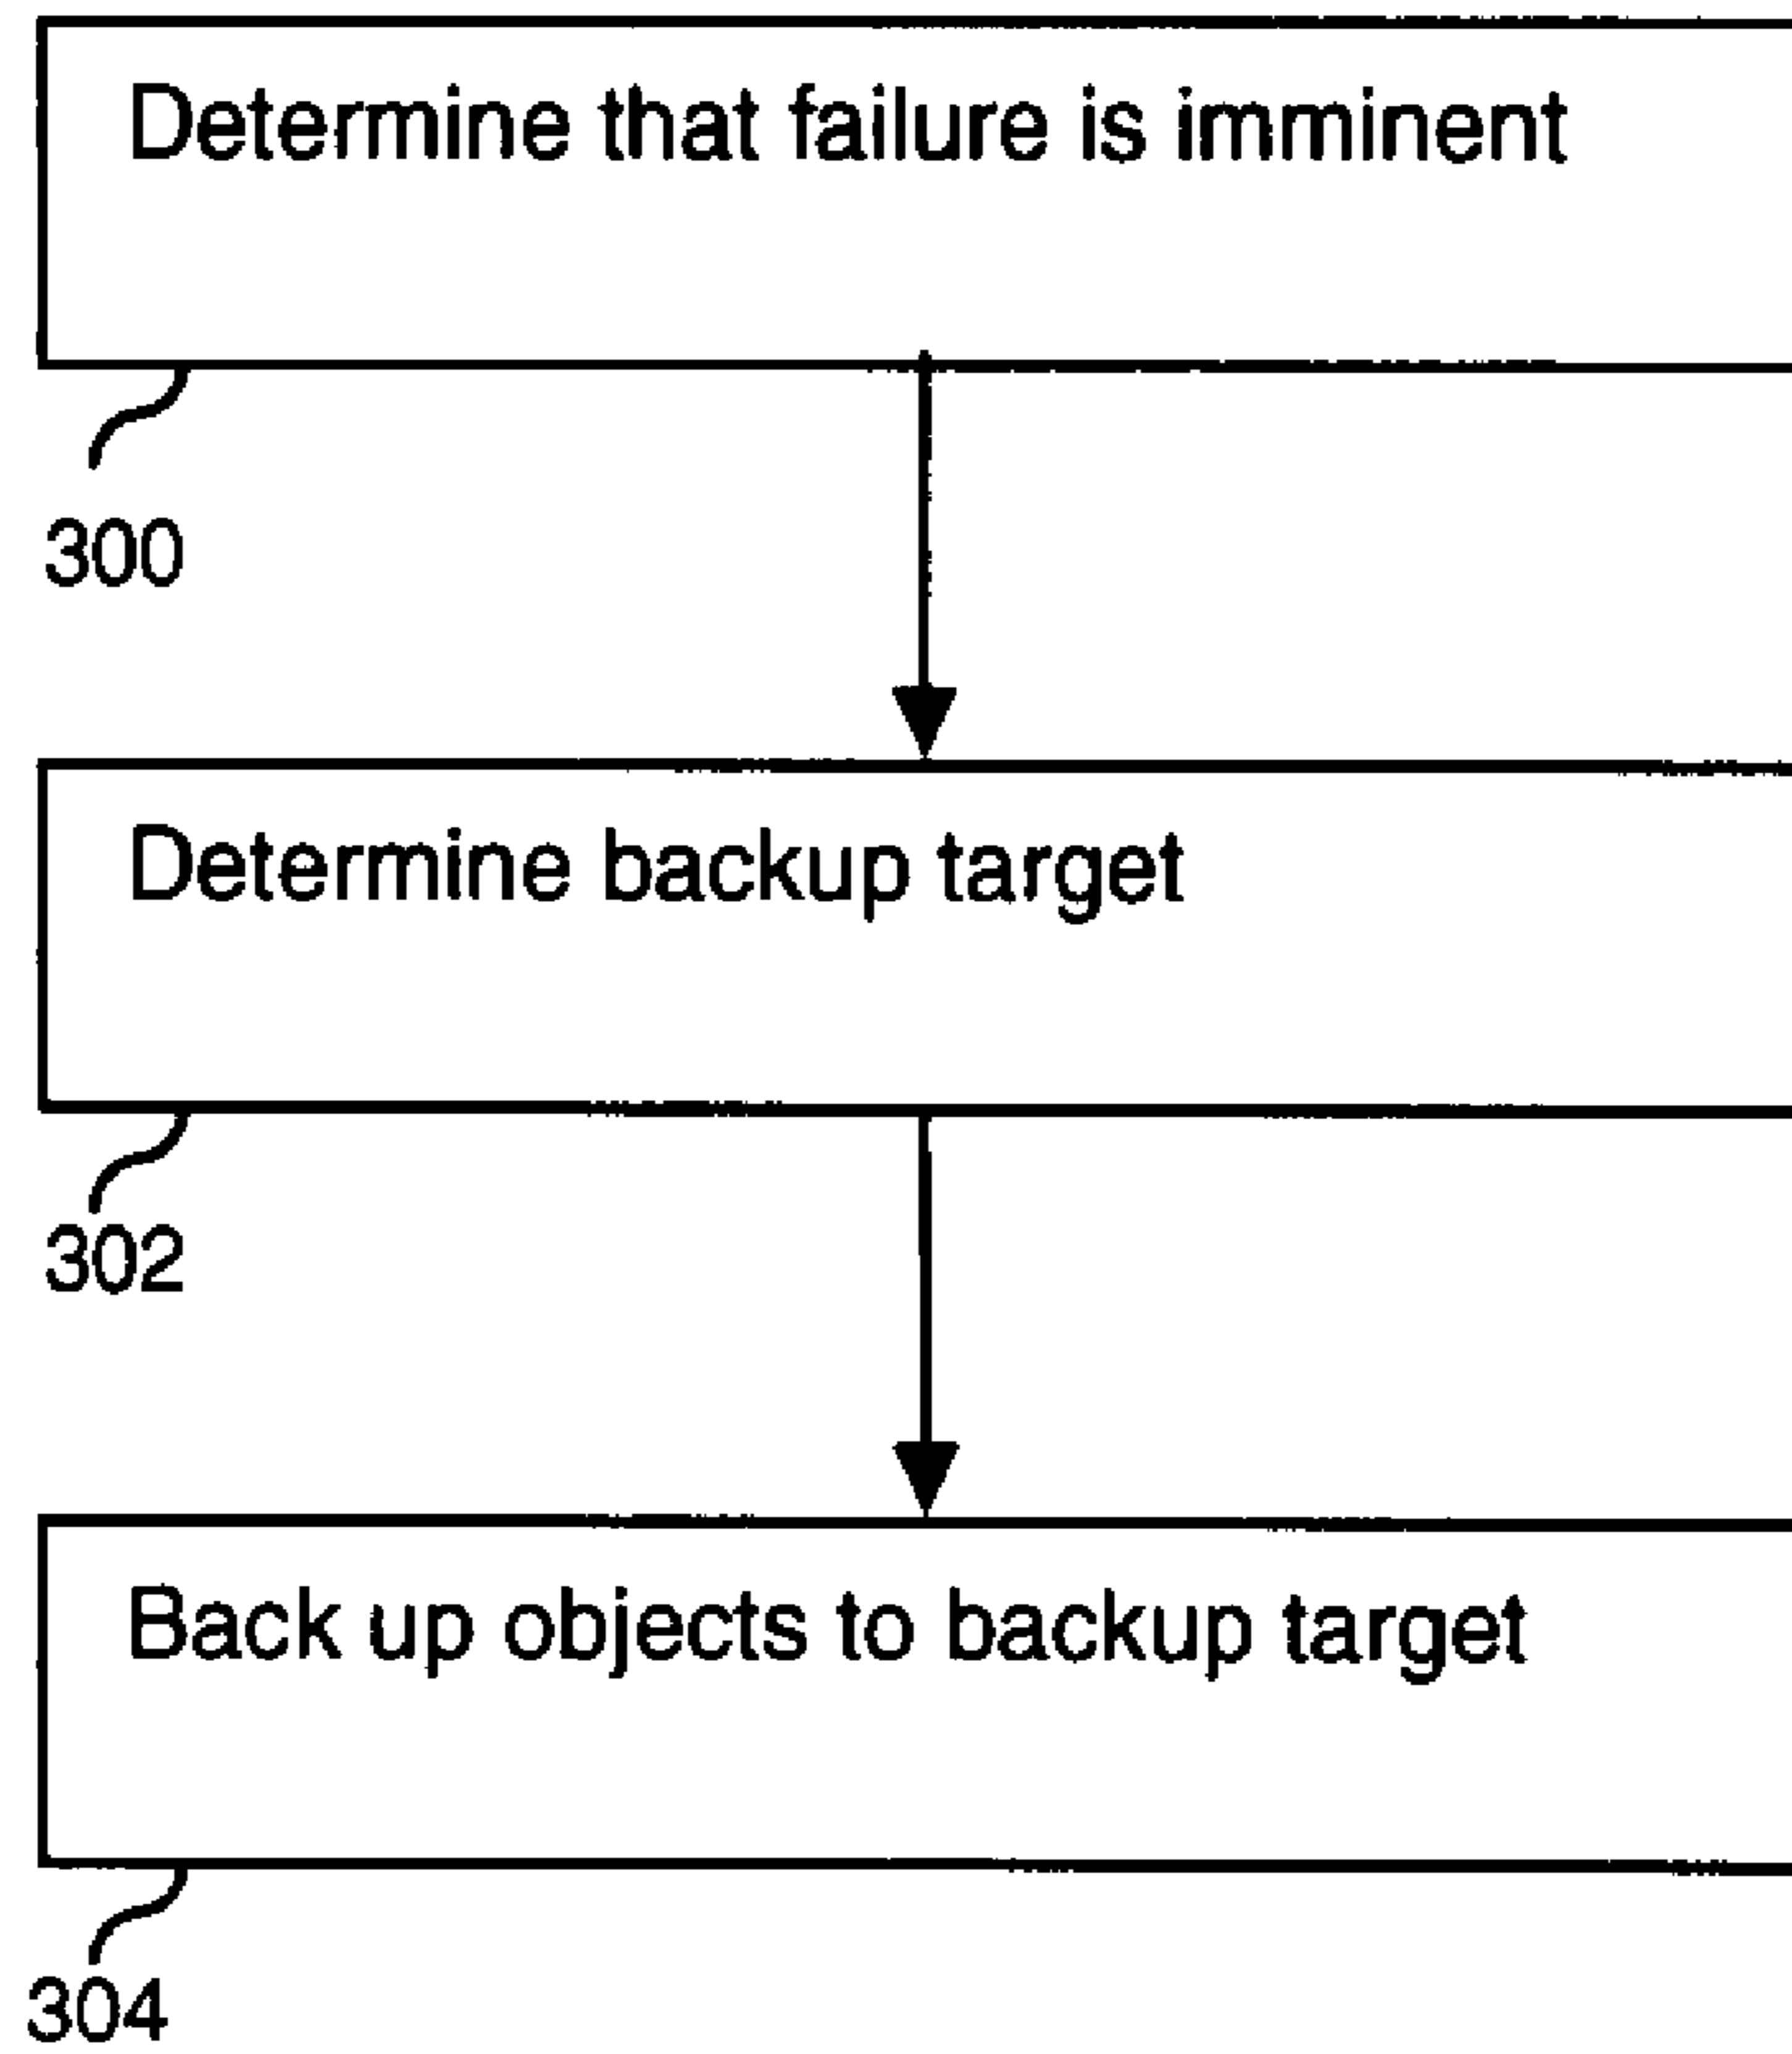 Determine that failure is imminent
300
Determine backup target
302
Back up objects to backup target
304